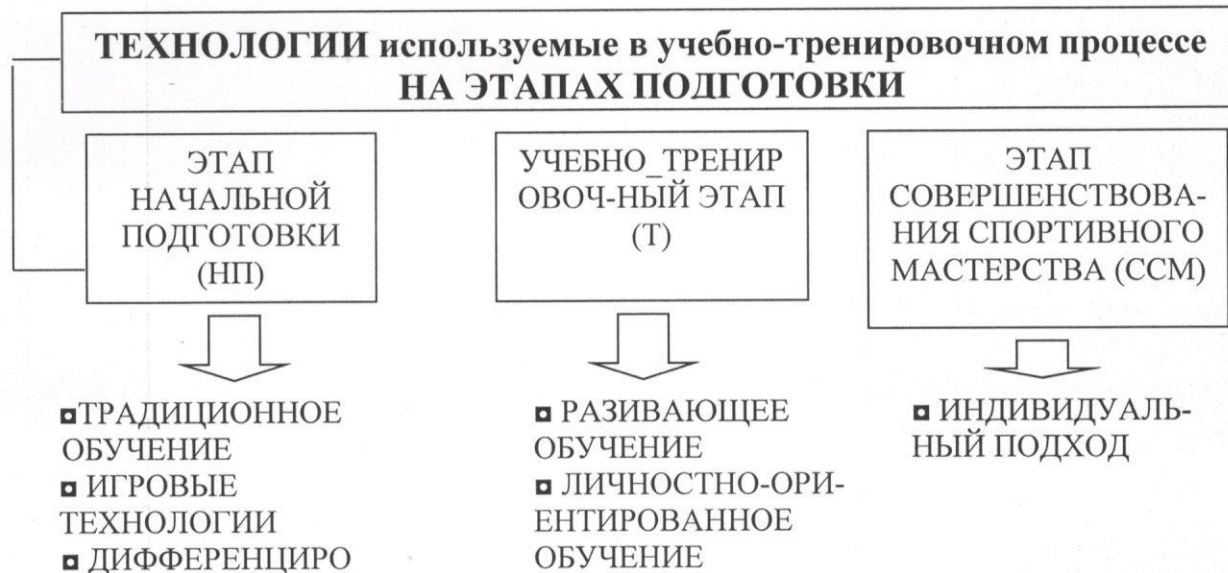 ТЕХНОЛОГИИ используемые в учебно-тренировочном процессе
НА ЭТАПАХ ПОДГОТОВКИ
ЭТАП
НАЧАЛЬНОЙ
ПОДГОТОВКИ
(НП)
УЧЕБНО_ТРЕНИР
ОВОЧ-НЫЙ ЭТАП
(Т)
ЭТАП
СОВЕРШЕНСТВОВА-
НИЯ СПОРТИВНОГО
МАСТЕРСТВА (ССМ)
◘ТРАДИЦИОННОЕ
ОБУЧЕНИЕ
◘ ИГРОВЫЕ
ТЕХНОЛОГИИ
◘ ДИФФЕРЕНЦИРО
◘ РАЗИВАЮЩЕЕ
ОБУЧЕНИЕ
◘ ЛИЧНОСТНО-ОРИ-
ЕНТИРОВАННОЕ
ОБУЧЕНИЕ
◘ ИНДИВИДУАЛЬ-
НЫЙ ПОДХОД